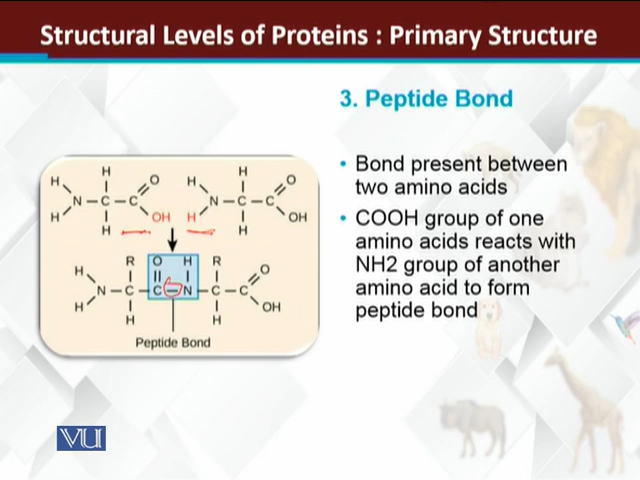 Structural Levels of Proteins : Primary Structure
3. Peptide Bond
• Bond present between
two amino acids
• COOH group of one
amino acids reacts with
NH2 group of another
amino acid to form
peptide bond
H H O H H O
H N – C – C OH H N – C – C OH
H H
H R O H R O
H N – C – C – N – C – C OH
H H
Peptide Bond
VU